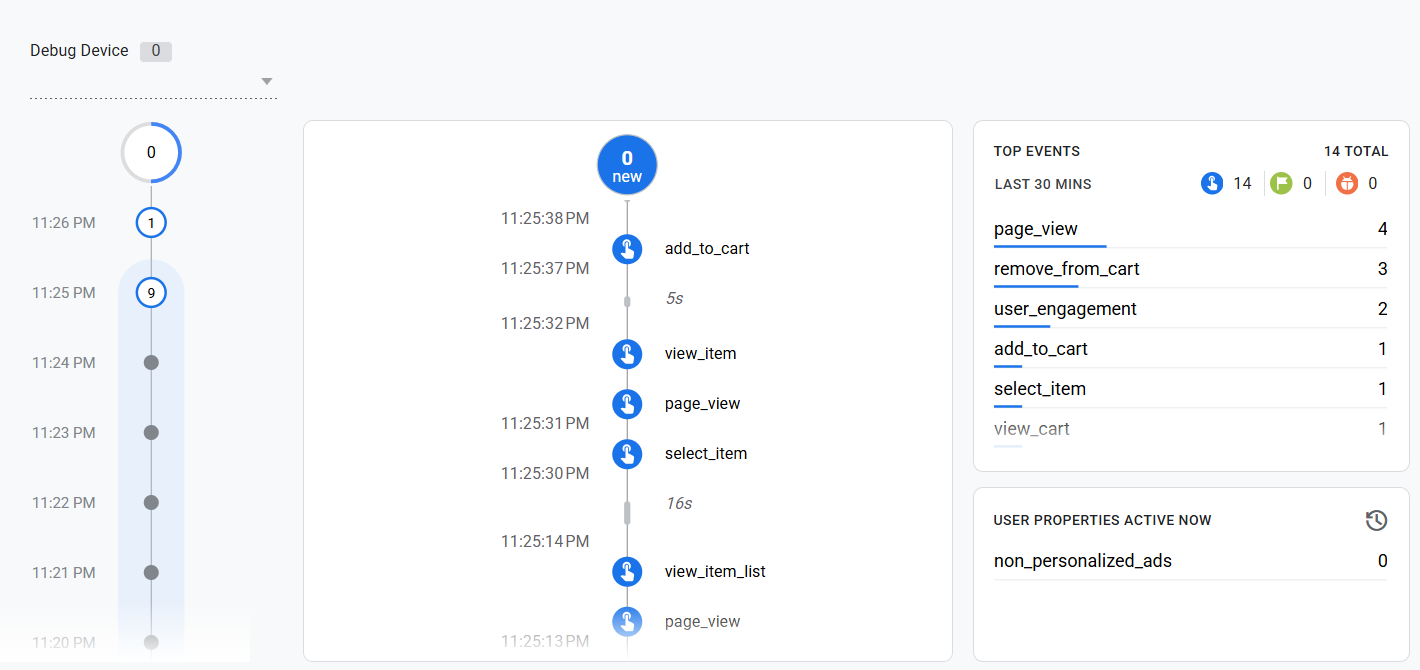 Debug Device 0
0
11:26 PM 1
11:25 PM 9
11:24 PM
11:23 PM
11:22 PM
11:21 PM
11:20 PM
0
new
11:25:38 PM
add_to_cart
11:25:37 PM
5s
11:25:32 PM
view_item
page_view
11:25:31 PM
select_item
11:25:30 PM
16s
11:25:14 PM
view_item_list
page_view
11:25:13 PM
TOP EVENTS 14 TOTAL
LAST 30 MINS 14 0 0
page_view 4
remove_from_cart 3
user_engagement 2
add_to_cart 1
select_item 1
view_cart 1
USER PROPERTIES ACTIVE NOW
non_personalized_ads 0